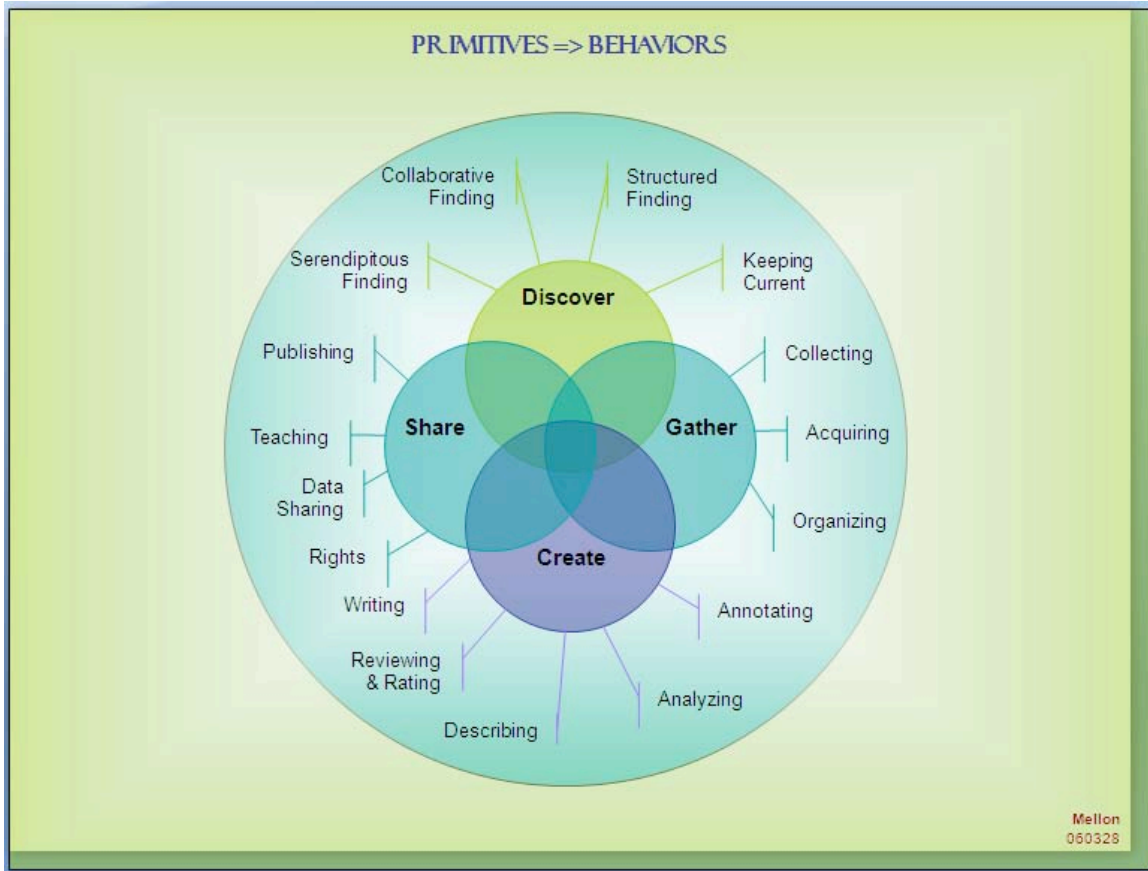 PRIMITIVES => BEHAVIORS
Collaborative
Finding
Structured
Finding
Serendipitous
Finding
Keeping
Current
Discover
Publishing
Collecting
Share
Gather
Teaching
Acquiring
Data
Sharing
Organizing
Rights
Create
Writing
Annotating
Reviewing
& Rating
Analyzing
Describing
Mellon
060328